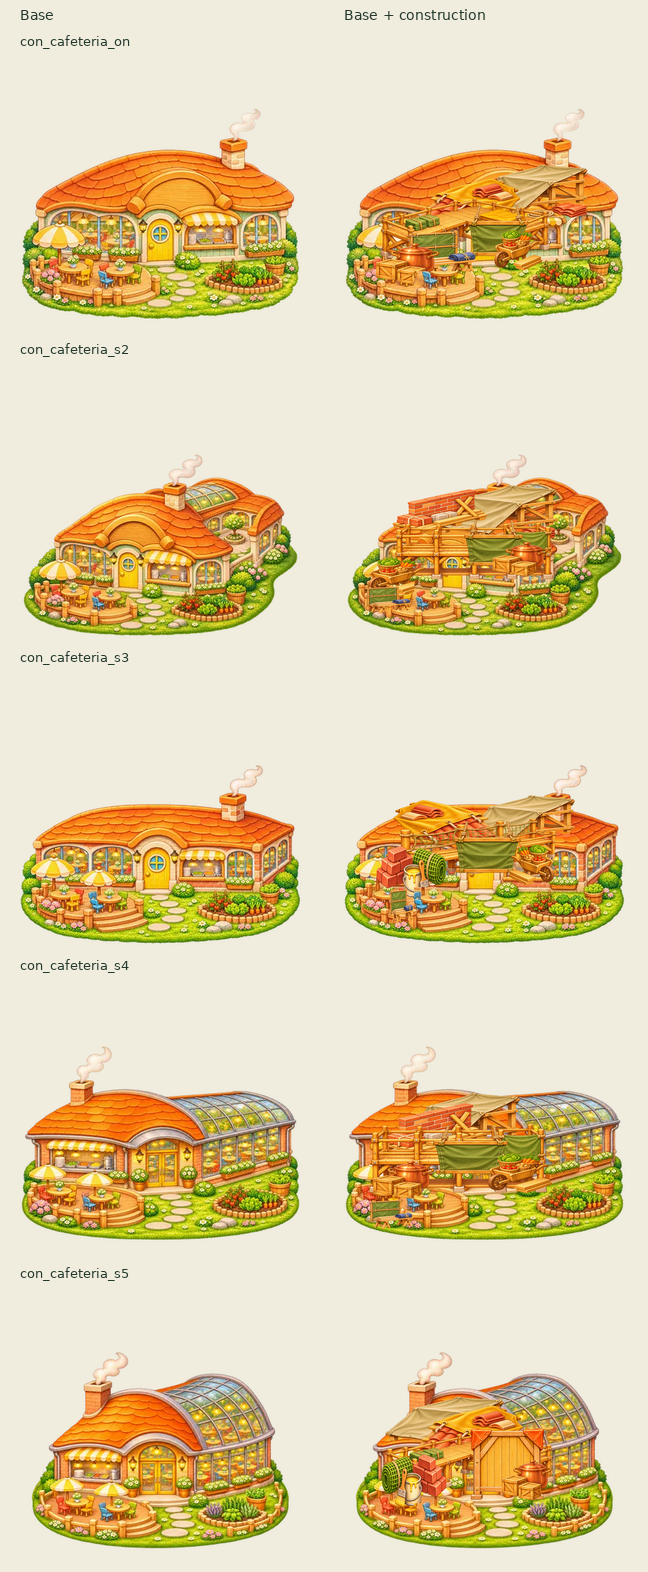 Base
Base + construction
con_cafeteria_on
con_cafeteria_s2
con_cafeteria_s3
con_cafeteria_s4
con_cafeteria_s5